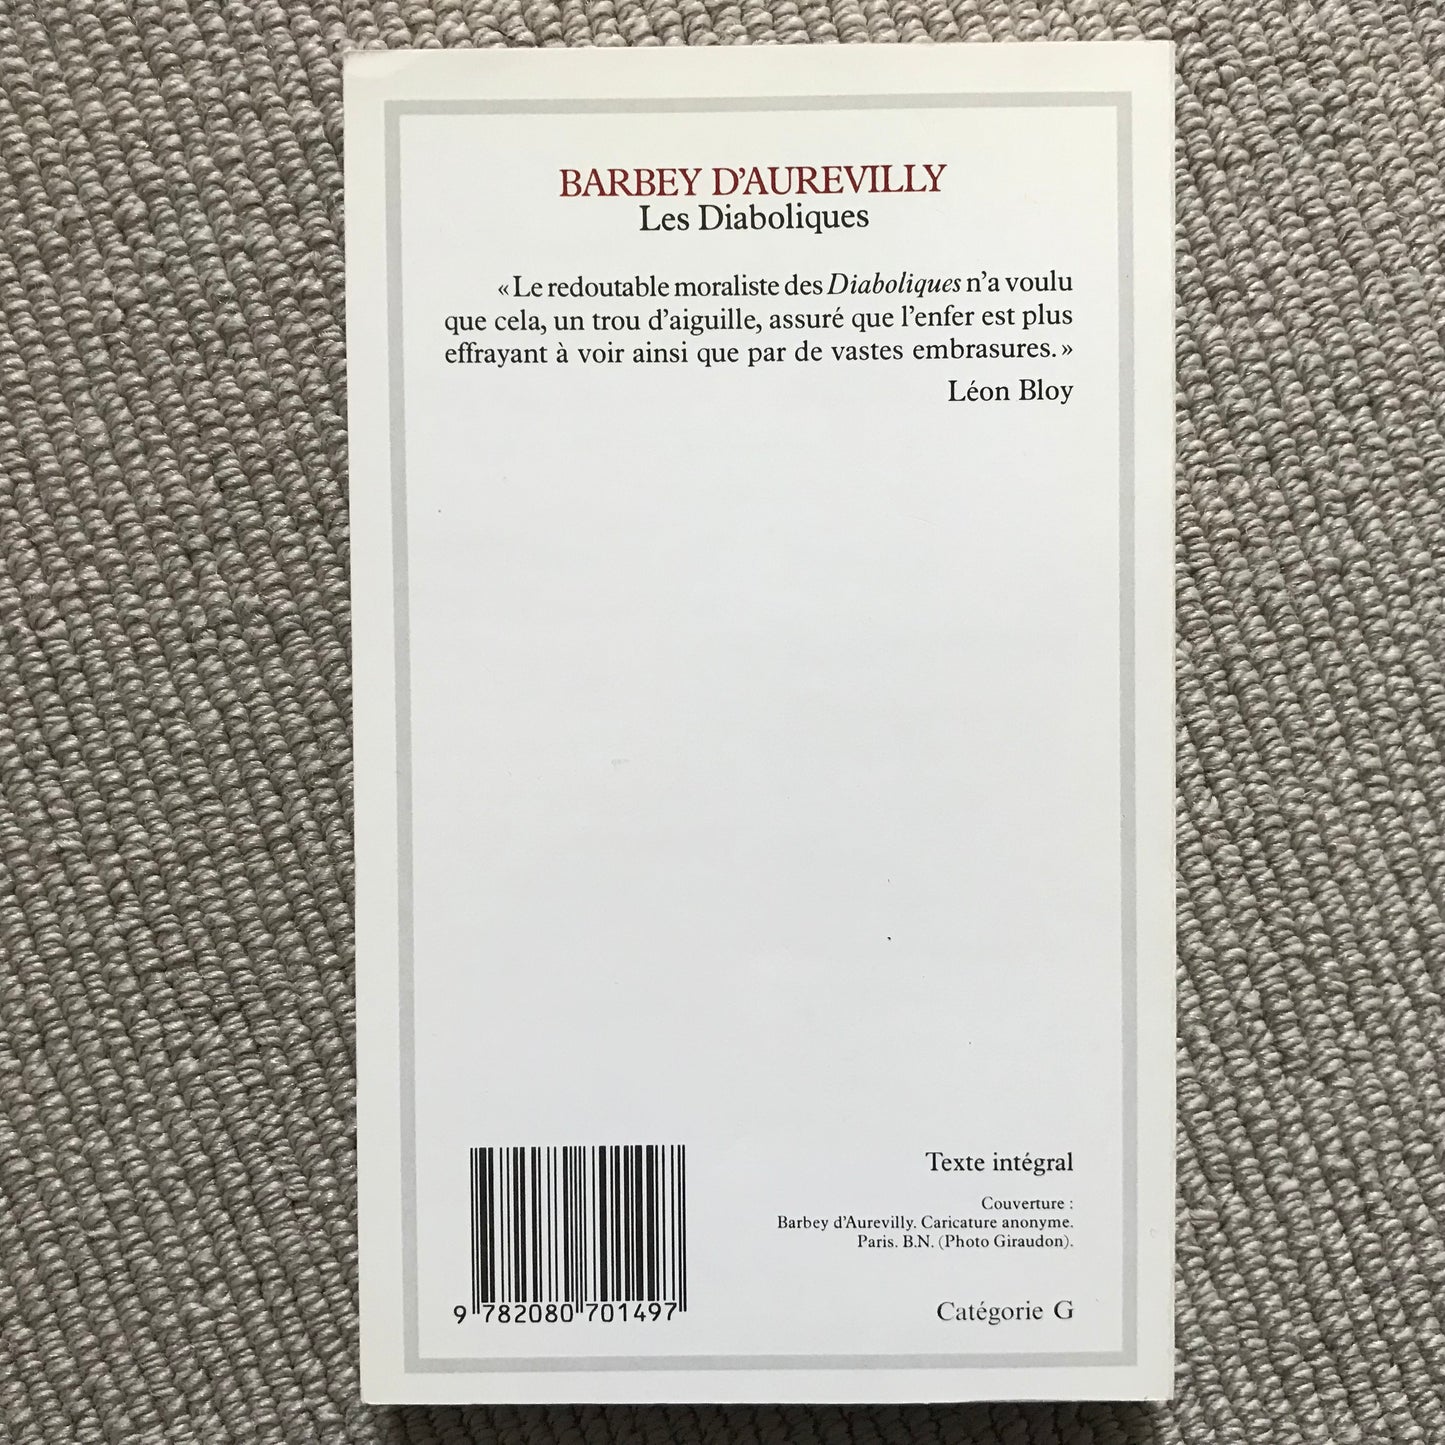 BARBEY D'AUREVILLY
Les Diaboliques
« Le redoutable moraliste des Diaboliques n'a voulu
que cela, un trou d'aiguille, assuré que l'enfer est plus
effrayant à voir ainsi que par de vastes embrasures. »
Léon Bloy
Texte intégral
Couverture :
Barbey d'Aurevilly. Caricature anonyme.
Paris. B.N. (Photo Giraudon).
9 782080 701497
Catégorie G